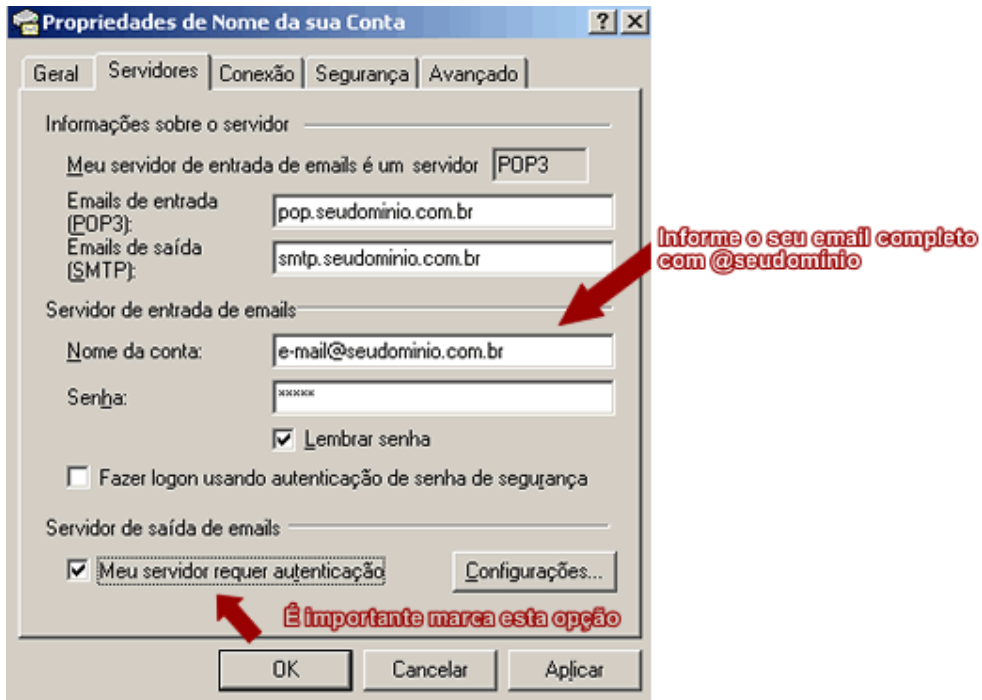 Propriedades de Nome da sua Conta
Geral Servidores Conexão Segurança Avançado
Informações sobre o servidor
Meu servidor de entrada de emails é um servidor POP3
Emails de entrada
(POP3):
pop.seudominio.com.br
Emails de saída
(SMTP):
smtp.seudominio.com.br
Informe o seu email completo
com @seudomínio
Servidor de entrada de emails
Nome da conta: e-mail@seudominio.com.br
Senha: *****
Lembrar senha
Fazer logon usando autenticação de senha de segurança
Servidor de saída de emails
Meu servidor requer autenticação Configurações...
É importante marca esta opção
OK Cancelar Aplicar